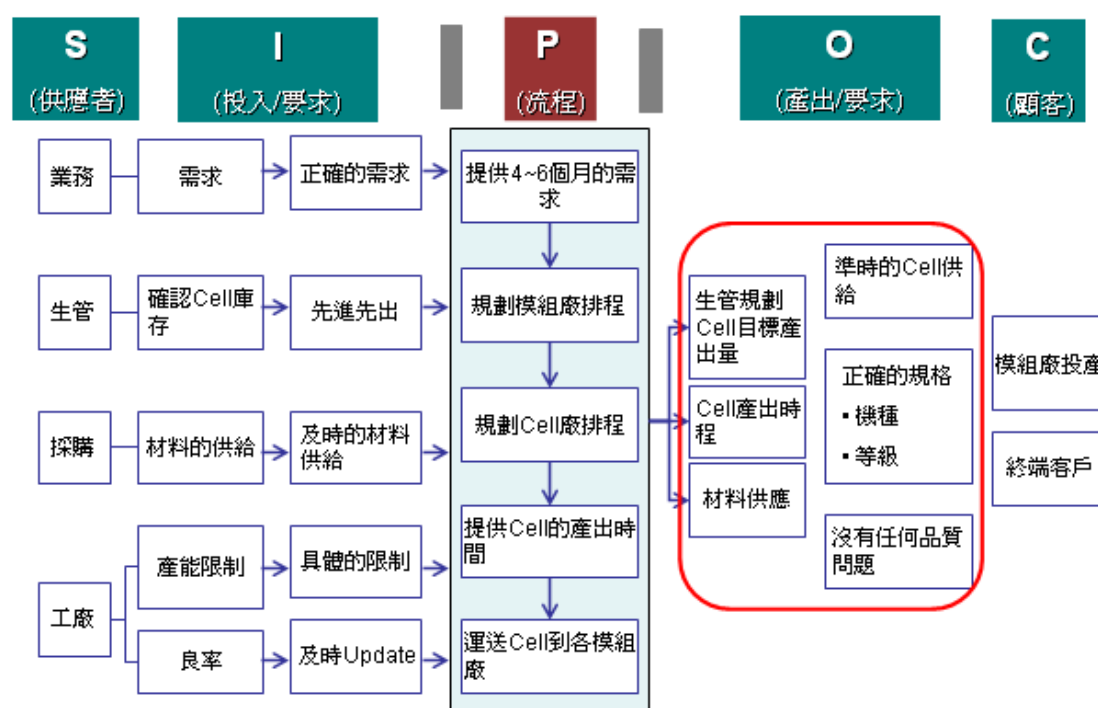 S
(供應者)
I
(投入/要求)
P
(流程)
O
(產出/要求)
C
(顧客)
業務
需求
正確的需求
提供4~6個月的需
求
生管
確認Cell庫
存
先進先出
規劃模組廠排程
採購
材料的供給
及時的材料
供給
規劃Cell廠排程
工廠
產能限制
具體的限制
提供Cell的產出時
間
良率
及時Update
運送Cell到各模組
廠
生管規劃
Cell目標產
出量
Cell產出時
程
材料供應
準時的Cell供
給
正確的規格
▪機種
▪等級
沒有任何品質
問題
模組廠投產
終端客戶